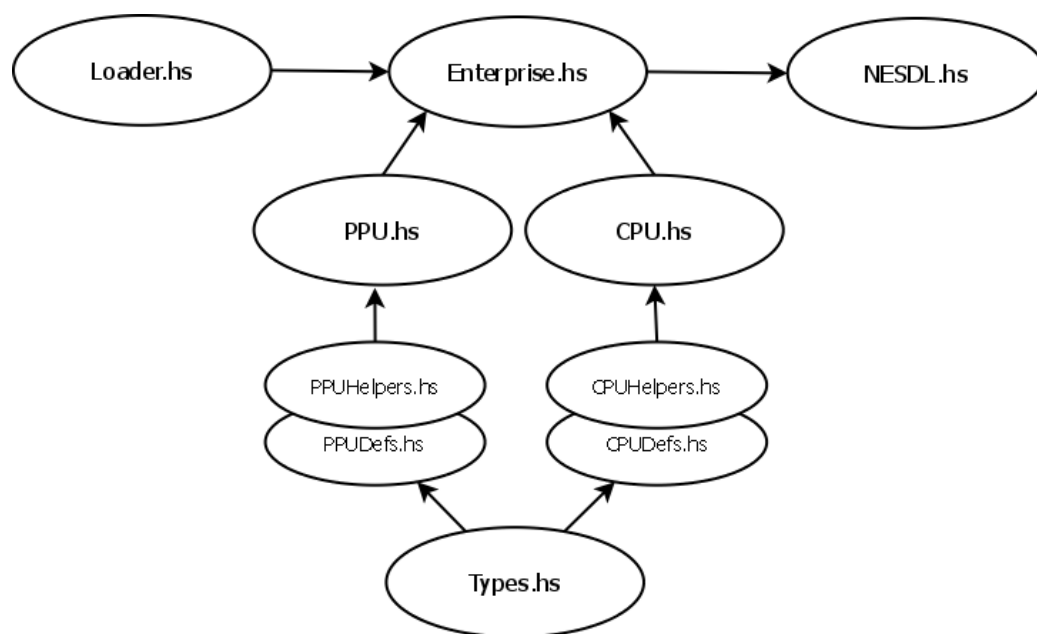 Loader.hs
Enterprise.hs
NESDL.hs
PPU.hs
CPU.hs
PPUHelpers.hs
CPUHelpers.hs
PPUDefs.hs
CPUDefs.hs
Types.hs